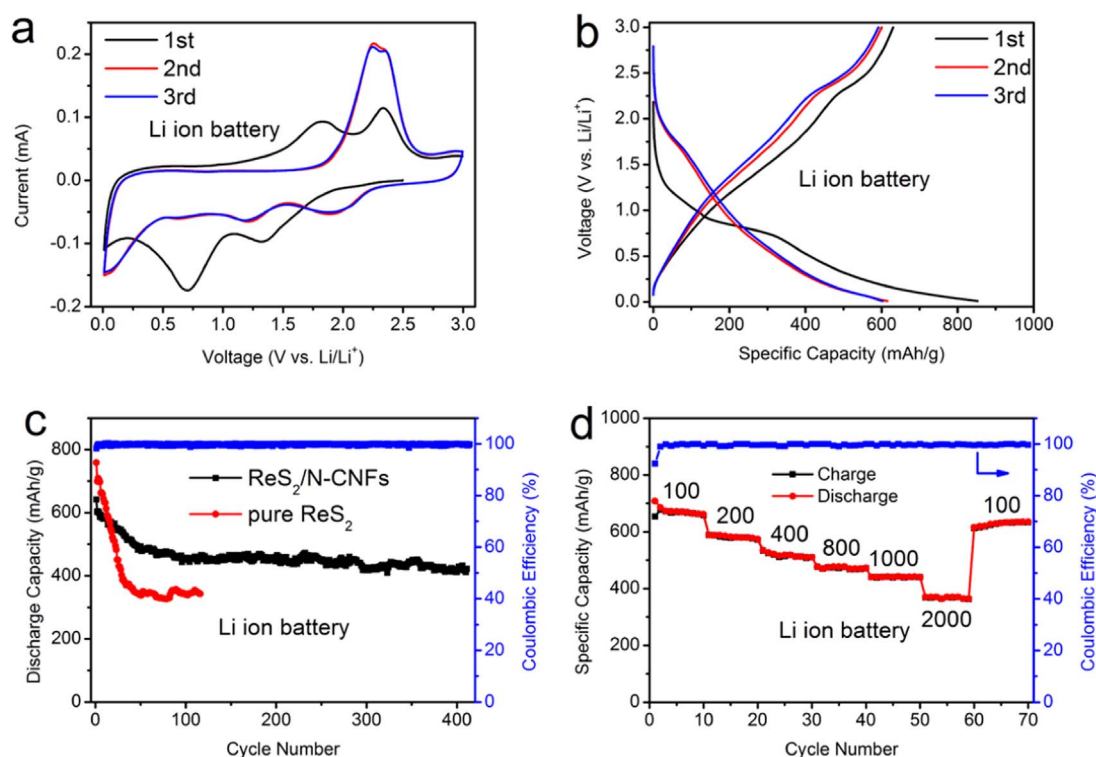 a
1st
2nd
3rd
Li ion battery
Current (mA)
0.2
0.1
0.0
-0.1
-0.2
0.0 0.5 1.0 1.5 2.0 2.5 3.0
Voltage (V vs. Li/Li⁺)
b
1st
2nd
3rd
Li ion battery
Voltage (V vs. Li/Li⁺)
3.0
2.5
2.0
1.5
1.0
0.5
0.0
0 200 400 600 800 1000
Specific Capacity (mAh/g)
c
ReS₂/N-CNFs
pure ReS₂
Li ion battery
Discharge Capacity (mAh/g)
800
600
400
300
0
0 100 200 300 400
Cycle Number
100
80
60
40
20
0
Coulombic Efficiency (%)
d
Charge
Discharge
100
200
400
800
1000
2000
100
Li ion battery
Specific Capacity (mAh/g)
1000
800
600
400
200
0
0 10 20 30 40 50 60 70
Cycle Number
100
80
60
40
20
0
Coulombic Efficiency (%)